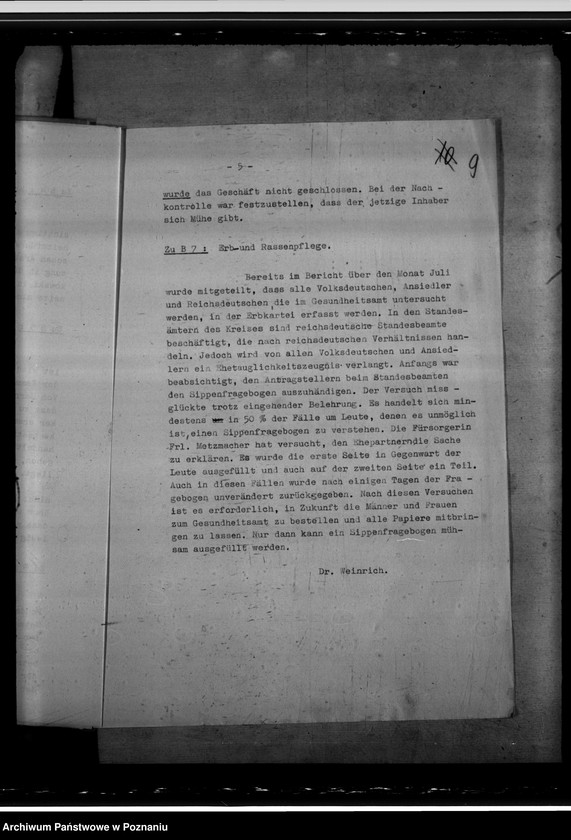 10 9
- 9 -
wurde das Geschäft nicht geschlossen. Bei der Nach -
kontrolle war festzustellen, dass der jetzige Inhaber
sich Mühe gibt.
Zu B 7 : Erb-und Rassenpflege.
Bereits im Bericht über den Monat Juli
wurde mitgeteilt, dass alle Volksdeutschen, Ansiedler
und Reichsdeutschen, die im Gesundheitsamt untersucht
werden, in der Erbkartei erfasst werden. In den Standes-
ämtern des Kreises sind reichsdeutsche Standesbeamte
beschäftigt, die nach reichsdeutschen Verhältnissen han-
deln. Jedoch wird von allen Volksdeutschen und Ansied-
lern ein Ehetauglichkeitszeugnis verlangt. Anfangs war
beabsichtigt, den Antragstellern beim Standesbeamten
den Sippenfragebogen auszuhändigen. Der Versuch miss -
glückte trotz eingehender Belehrung. Es handelt sich min-
destens um in 50 % der Fälle um Leute, denen es unmöglich
ist, einen Sippenfragebogen zu verstehen. Die Fürsorgerin
Frl. Metzmacher hat versucht, den Ehepartnern die Sache
zu erklären. Es wurde die erste Seite in Gegenwart der
Leute ausgefüllt und auch auf der zweiten Seite ein Teil.
Auch in diesen Fällen wurde nach einigen Tagen der Fra -
gebogen unverändert zurückgegeben. Nach diesen Versuchen
ist es erforderlich, in Zukunft die Männer und Frauen
zum Gesundheitsamt zu bestellen und alle Papiere mitbrin-
gen zu lassen. Nur dann kann ein Sippenfragebogen müh-
sam ausgefüllt werden.
Dr. Weinrich.
Archiwum Państwowe w Poznaniu